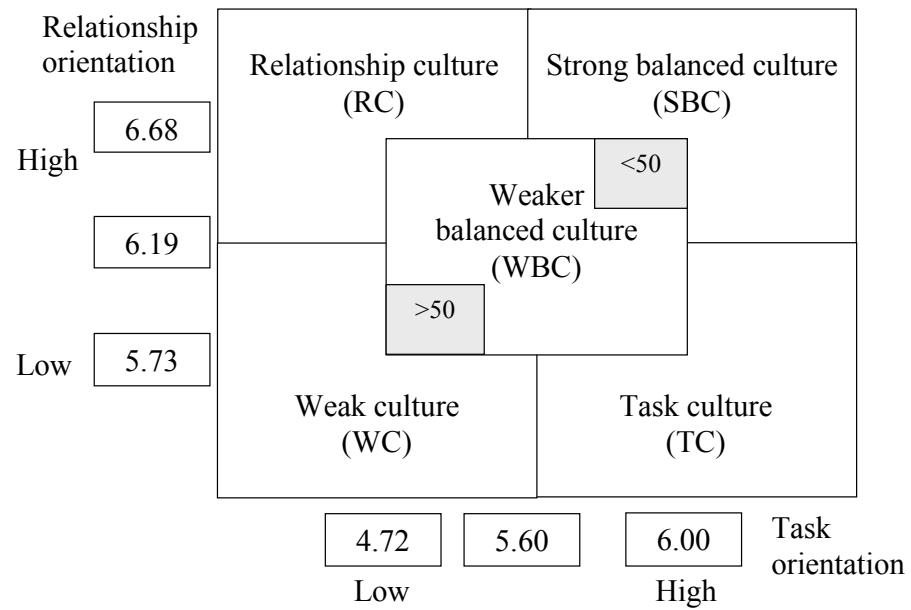 Relationship
orientation
Relationship culture
(RC)
Strong balanced culture
(SBC)
6.68
High
<50
Weaker
balanced culture
(WBC)
6.19
>50
Low
5.73
Weak culture
(WC)
Task culture
(TC)
4.72
5.60
6.00
Task
orientation
Low
High